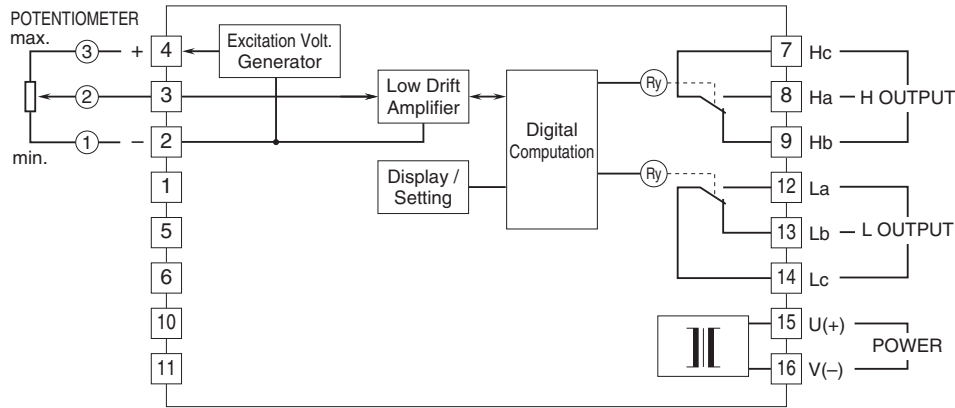 POTENTIOMETER
max.
3 + 4
Excitation Volt.
Generator
2 3
Low Drift
Amplifier
1 – 2
min.
1
5
6
10
11
Display /
Setting
Digital
Computation
Ry
Ry
7 Hc
8 Ha H OUTPUT
9 Hb
12 La
13 Lb L OUTPUT
14 Lc
15 U(+)
POWER
16 V(–)